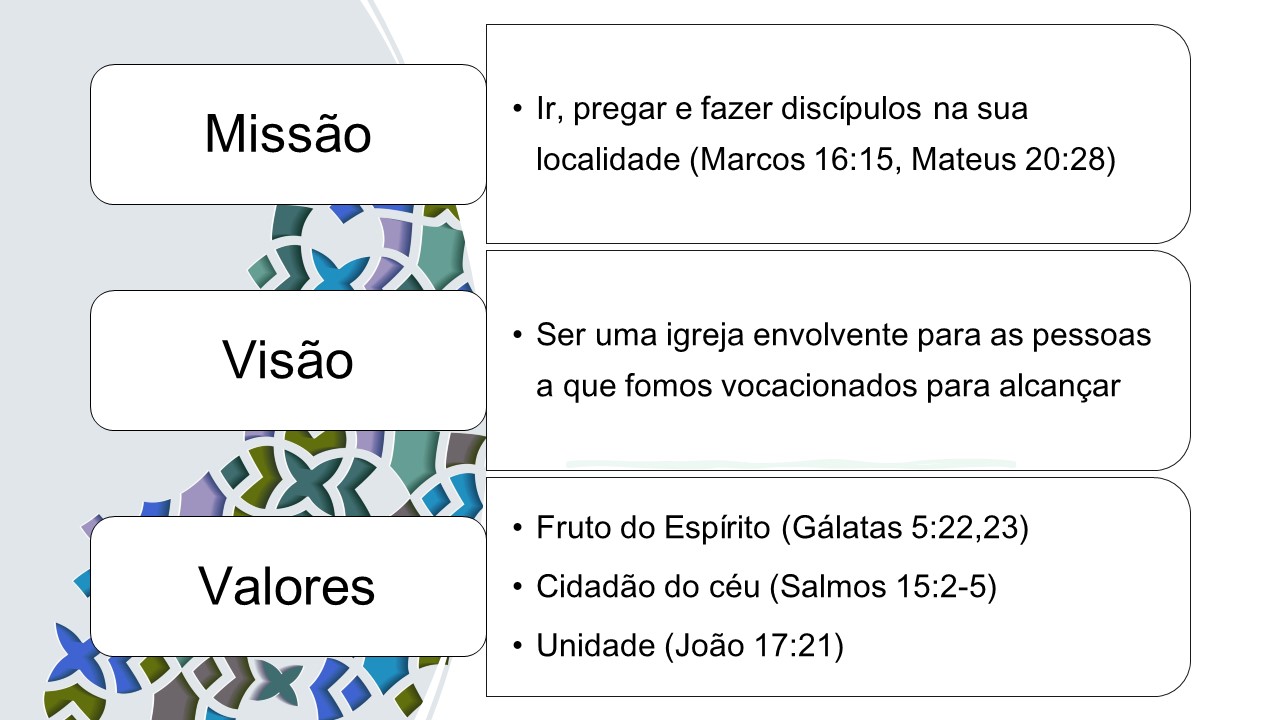 Missão
• Ir, pregar e fazer discípulos na sua
localidade (Marcos 16:15, Mateus 20:28)
Visão
• Ser uma igreja envolvente para as pessoas
a que fomos vocacionados para alcançar
Valores
• Fruto do Espírito (Gálatas 5:22,23)
• Cidadão do céu (Salmos 15:2-5)
• Unidade (João 17:21)